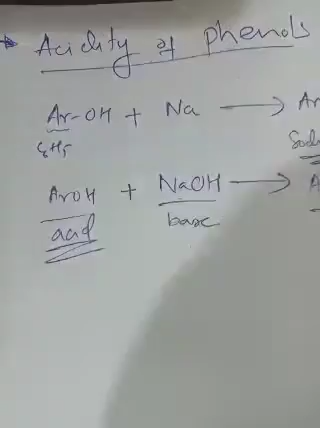 Acidity of phenols
Ar-OH + Na → Ar
C6H5 Sod
ArOH + NaOH → A
acid base